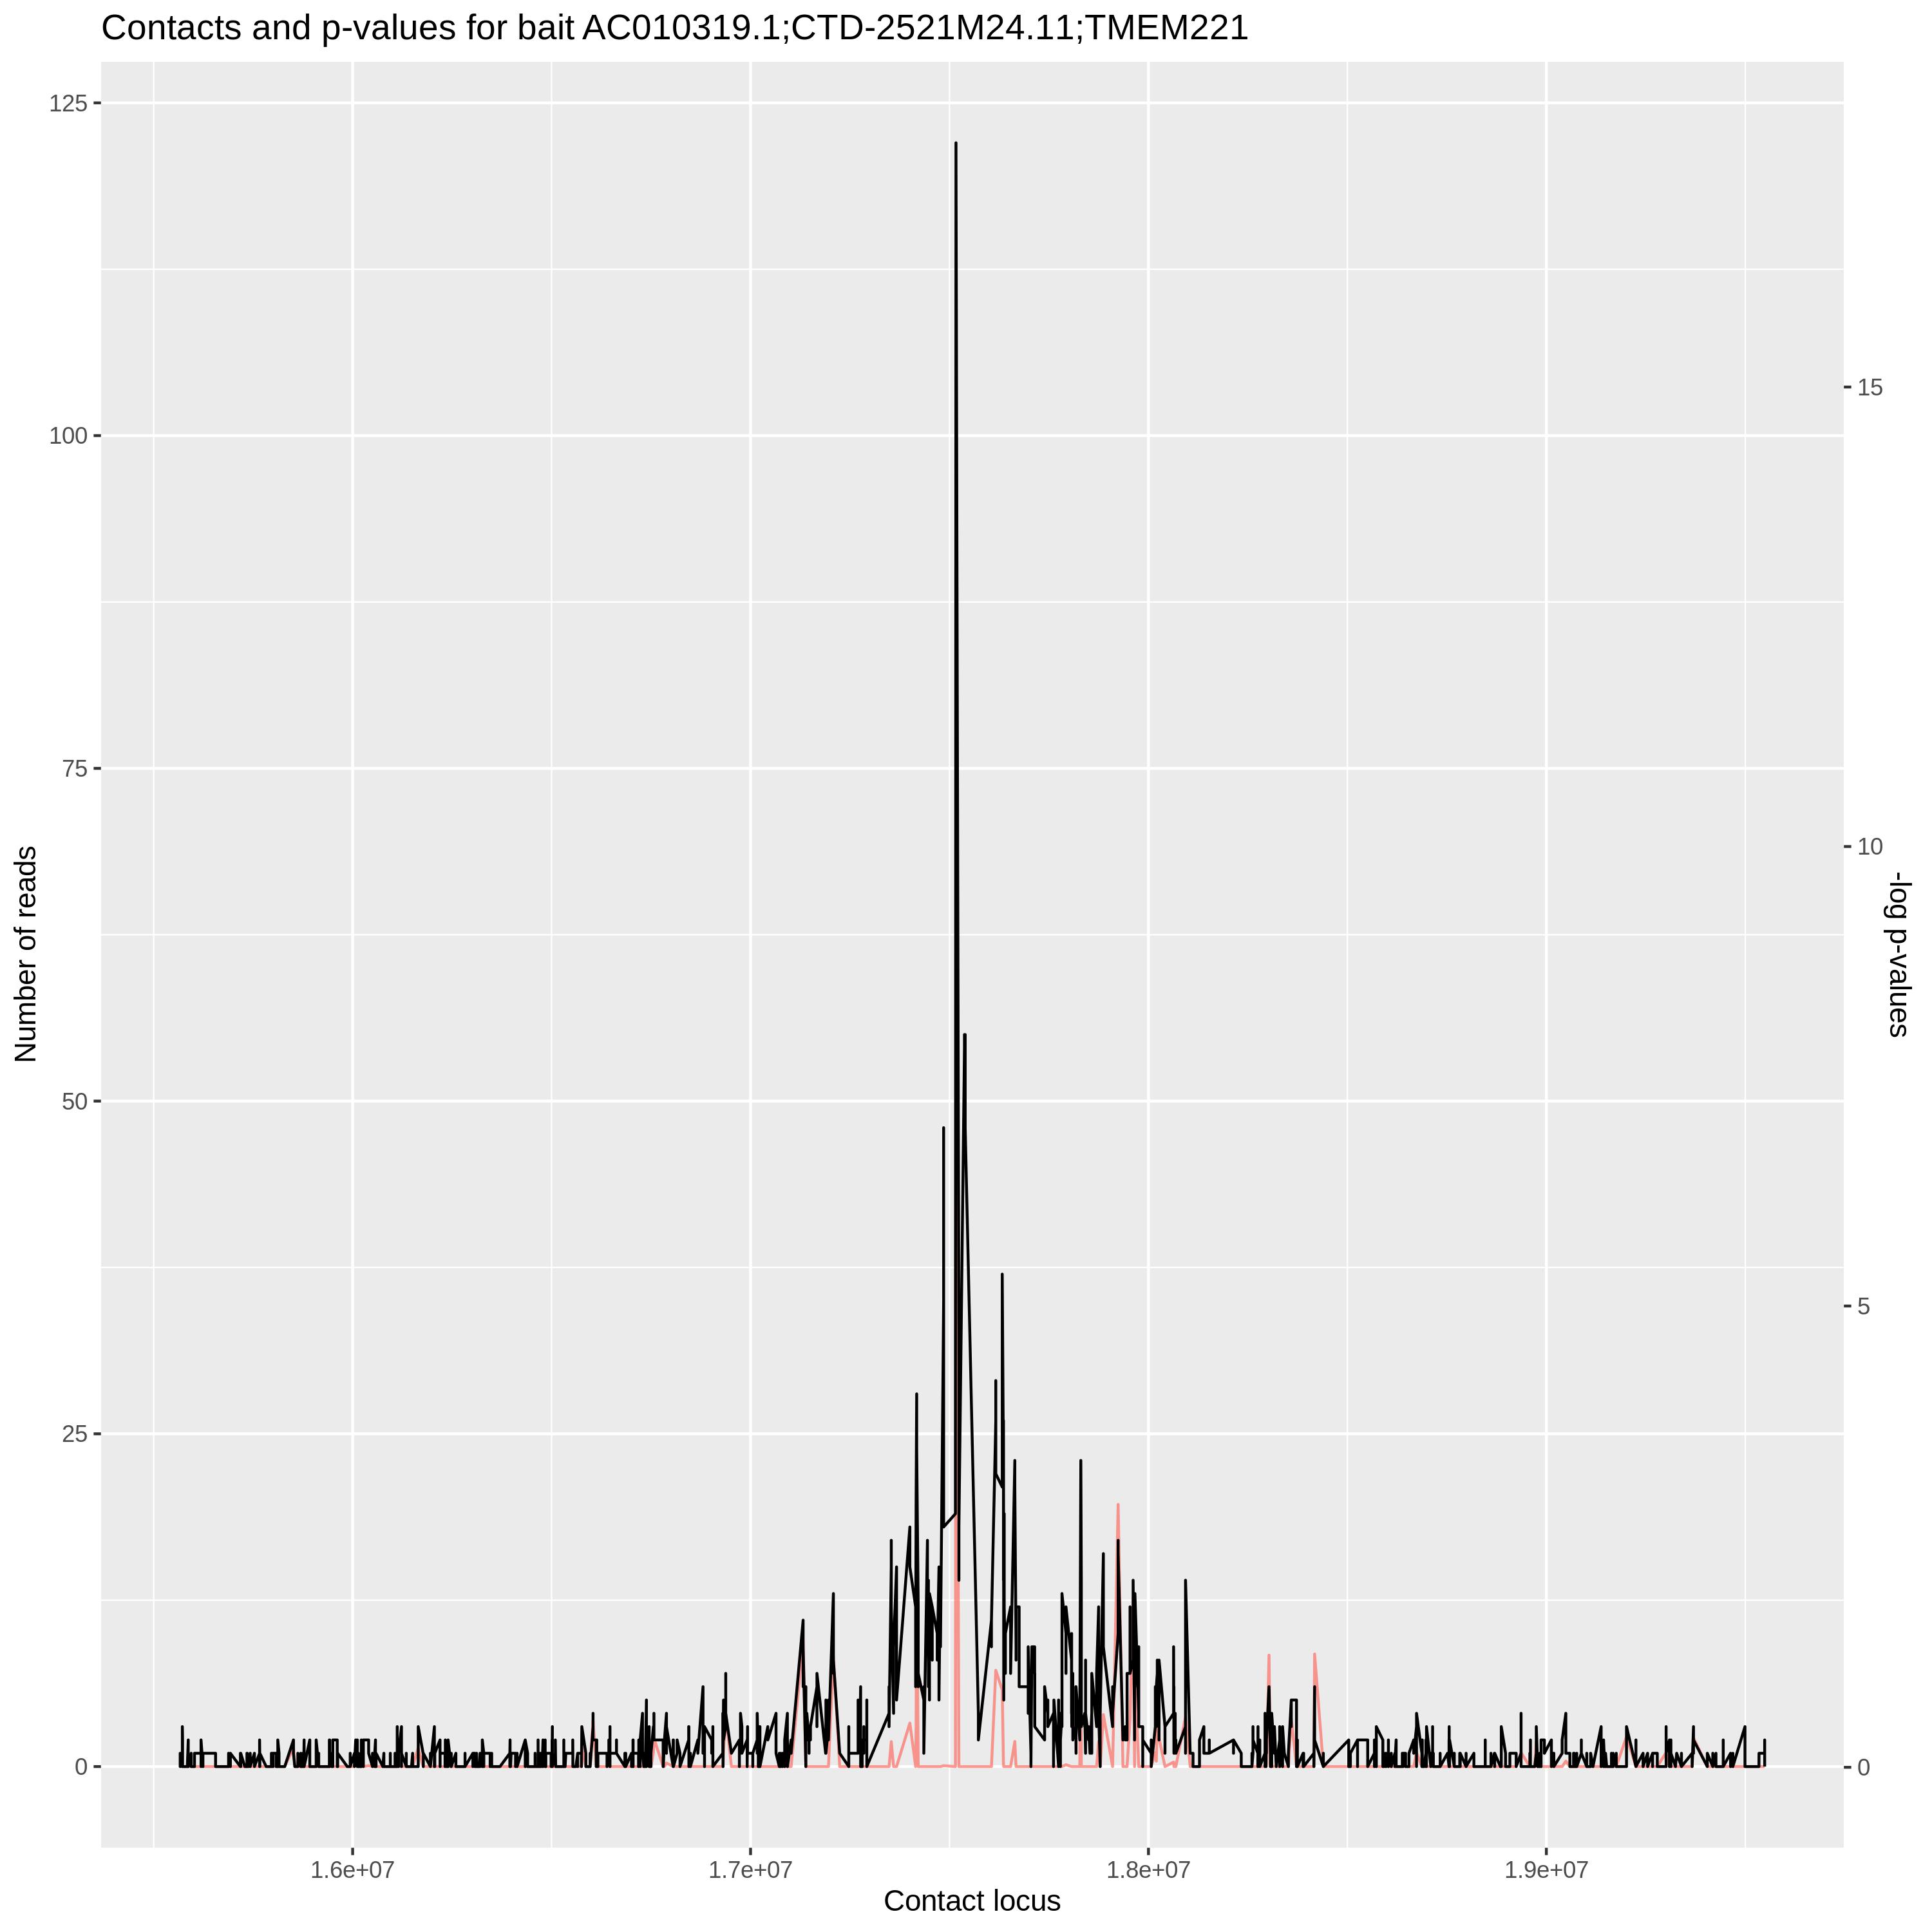 Contacts and p-values for bait AC010319.1;CTD-2521M24.11;TMEM221
125
100
75
50
25
0
Number of reads
15
10
5
0
-log p-values
1.6e+07
1.7e+07
1.8e+07
1.9e+07
Contact locus